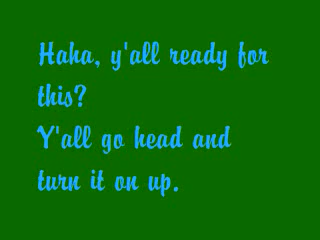 Haha, y'all ready for
this?
Y'all go head and
turn it on up.